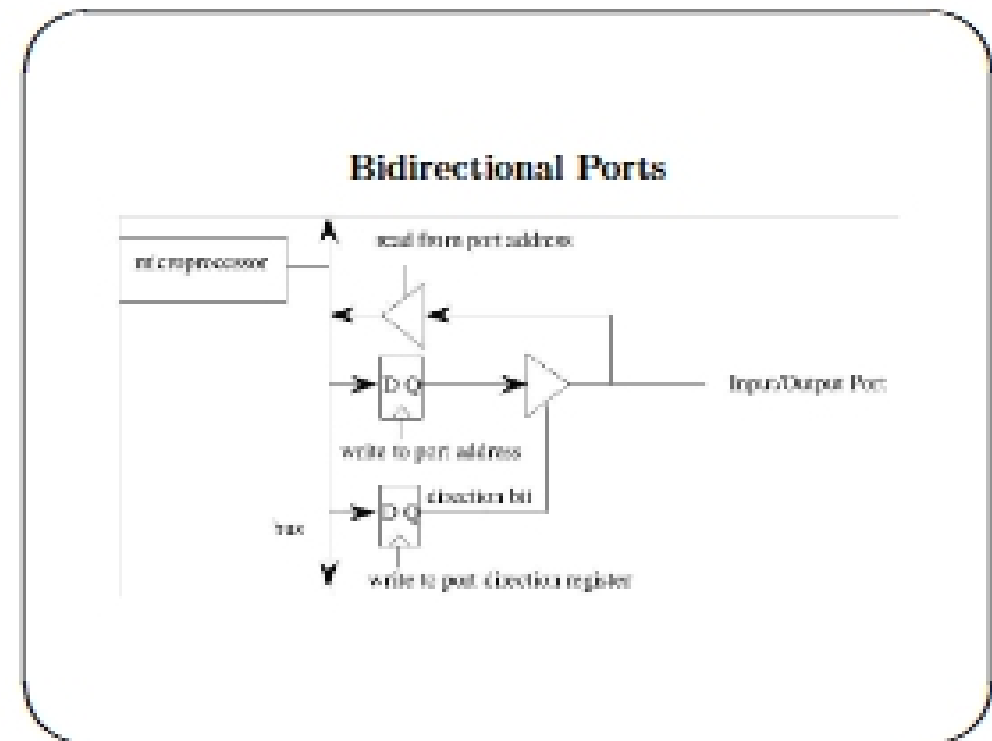 Bidirectional Ports
read from port address
microprocessor
D Q
Input/Output Port
write to port address
direction bit
D Q
bus
write to port direction register